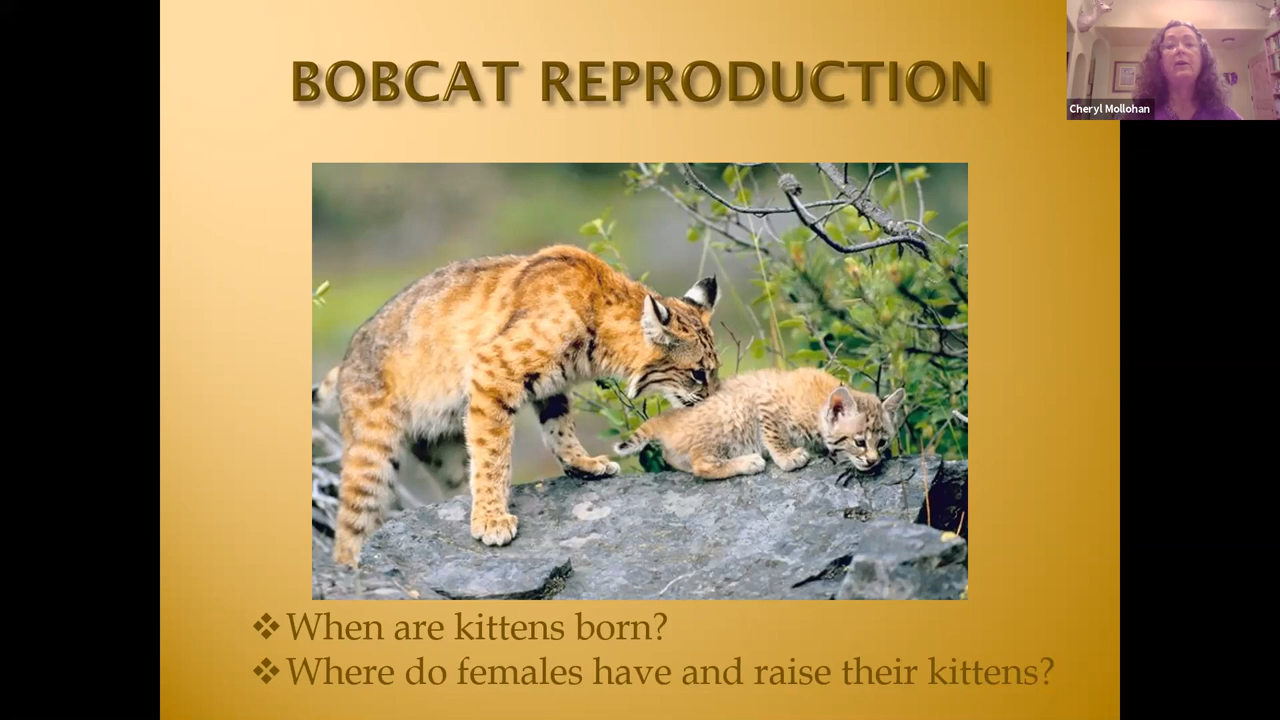 BOBCAT REPRODUCTION
Cheryl Mollohan
❖ When are kittens born?
❖ Where do females have and raise their kittens?